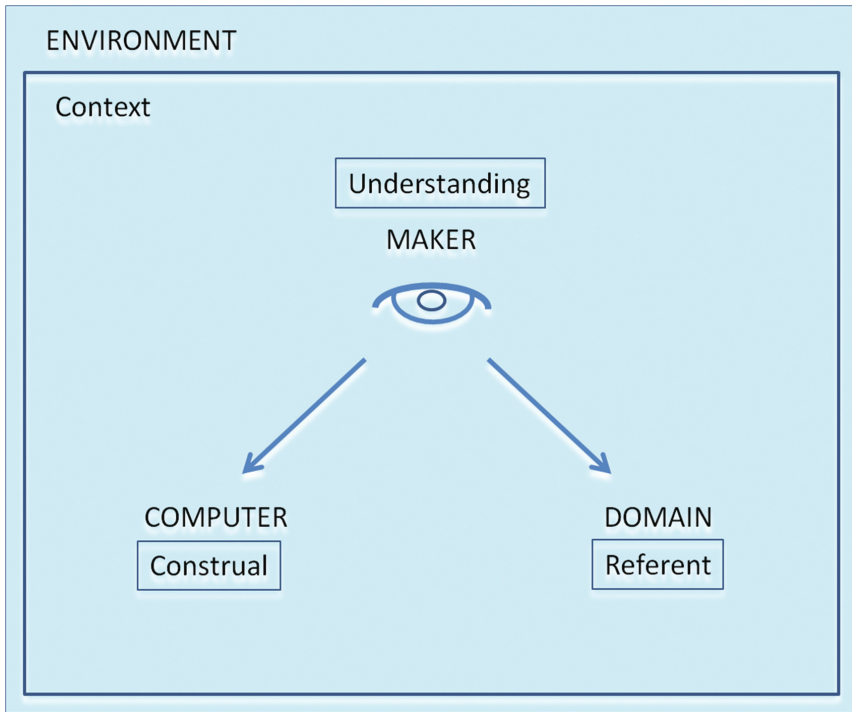 ENVIRONMENT
Context
Understanding
MAKER
COMPUTER
Construal
DOMAIN
Referent